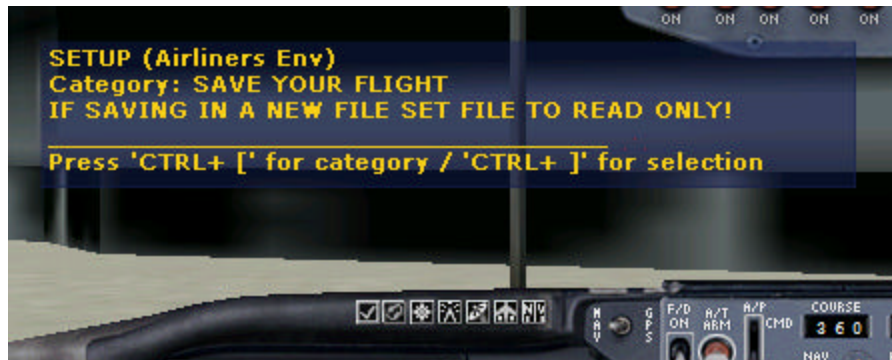 ON ON ON ON ON
SETUP (Airliners Env)
Category: SAVE YOUR FLIGHT
IF SAVING IN A NEW FILE SET FILE TO READ ONLY!
Press 'CTRL+ [' for category / 'CTRL+ ]' for selection
NAV
GPS
F/D
ON
A/T
ARM
A/P
CMD
COURSE
360
NAV